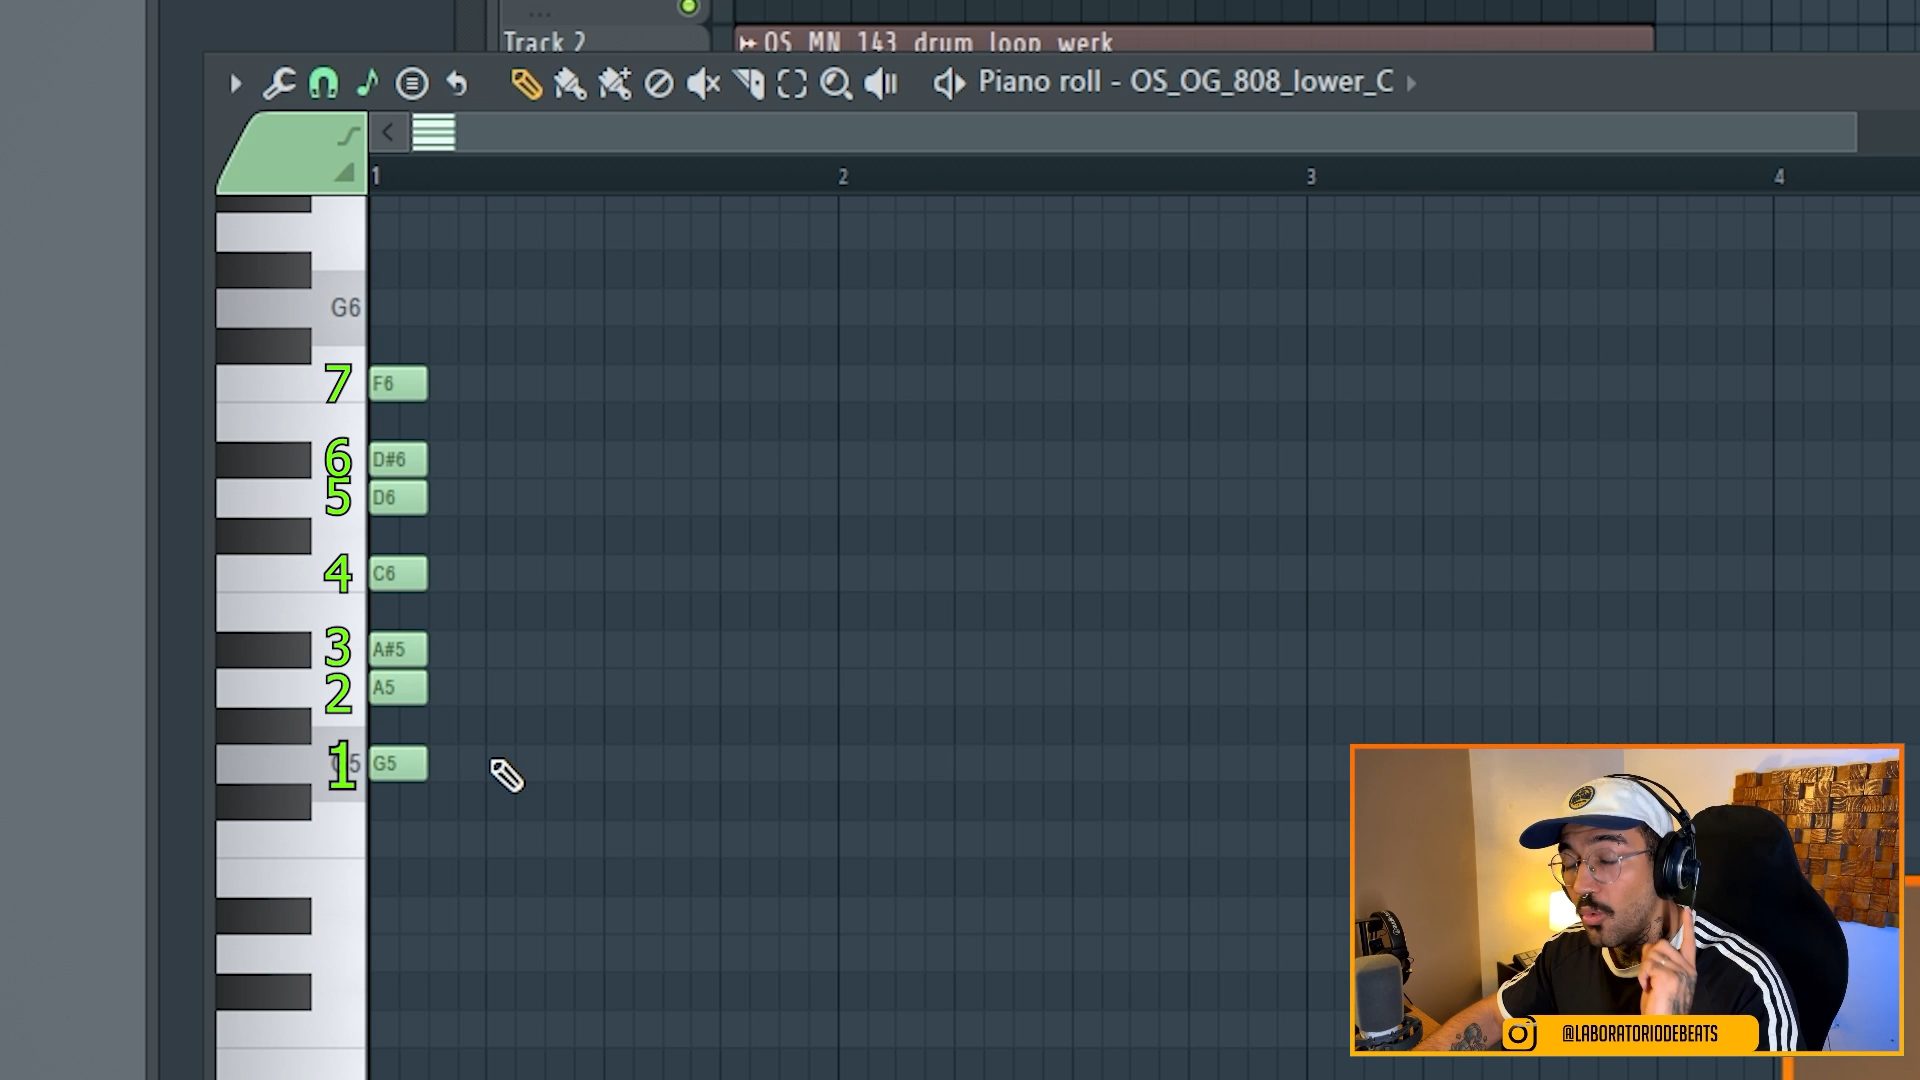 ...
Track 2
OS_MN_143_drum_loop_werk
Piano roll - OS_OG_808_lower_C
1
2
3
4
G6
7
F6
6
D#6
5
D6
4
C6
3
A#5
2
A5
1
5
G5
@LABORATORIODEBEATS